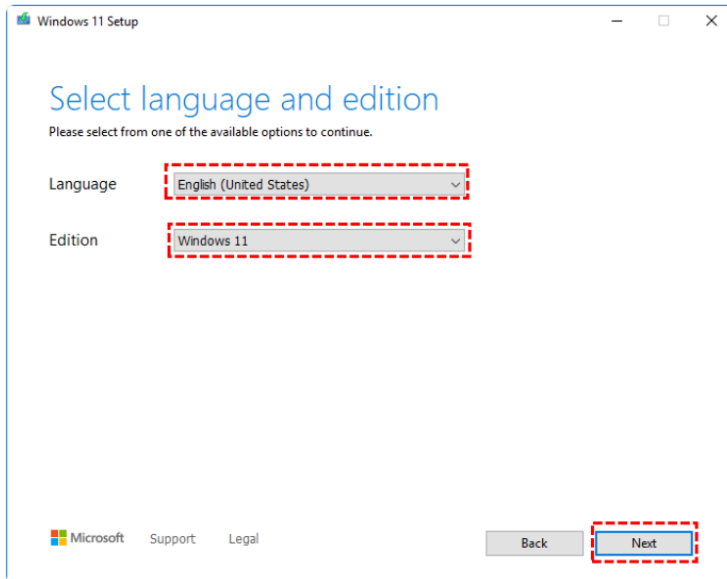 Windows 11 Setup
Select language and edition
Please select from one of the available options to continue.
Language English (United States)
Edition Windows 11
Microsoft Support Legal Back Next